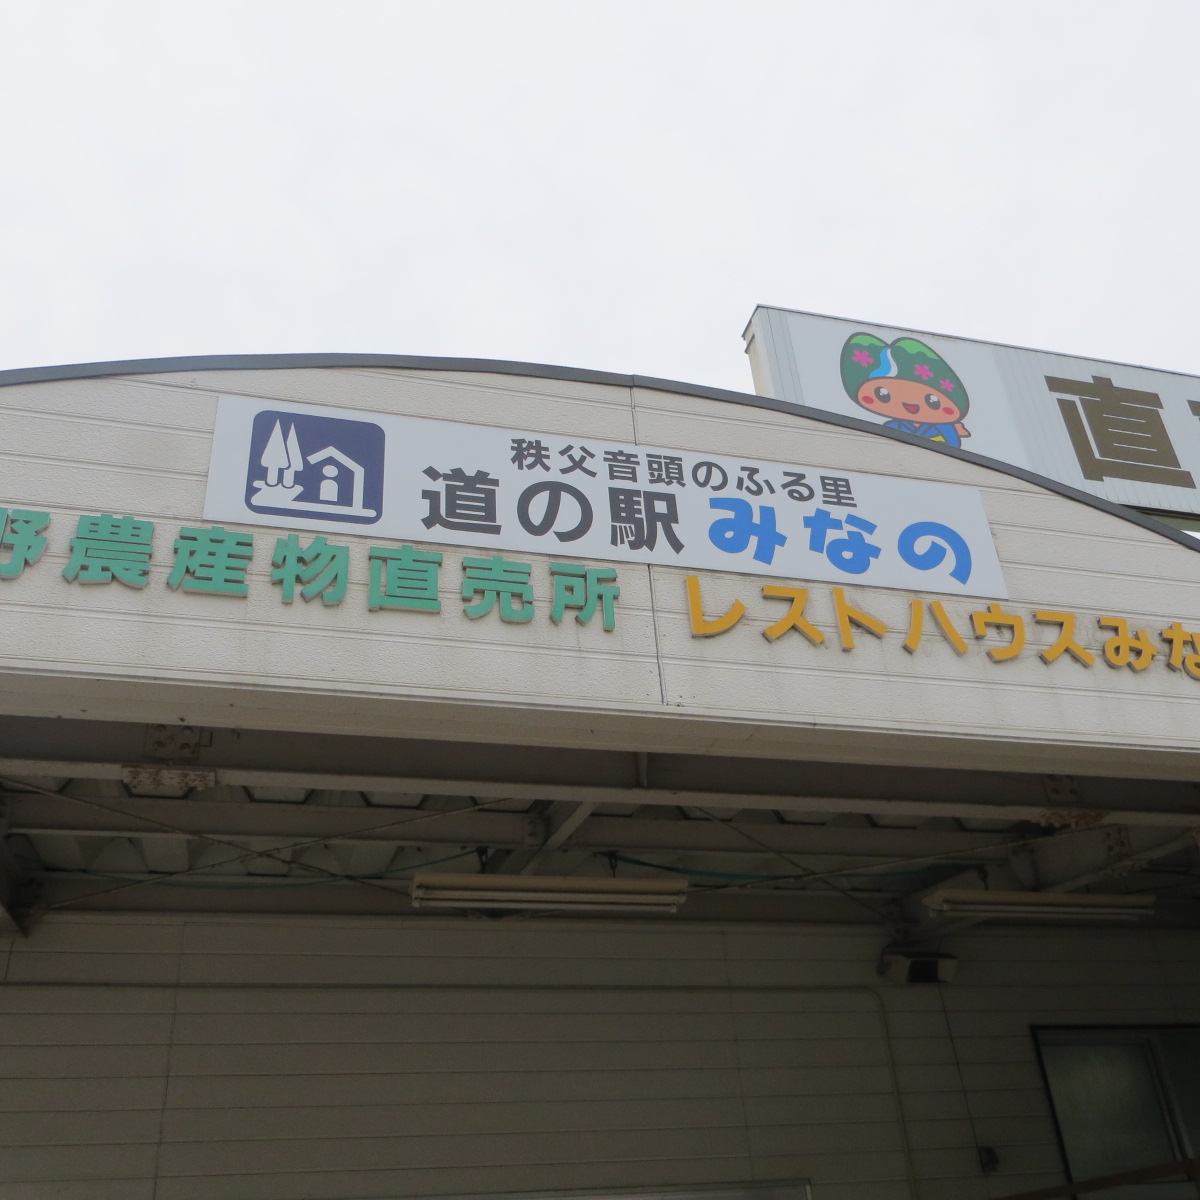 直
秩父音頭のふる里
道の駅みなの
野農産物直売所
レストハウスみな